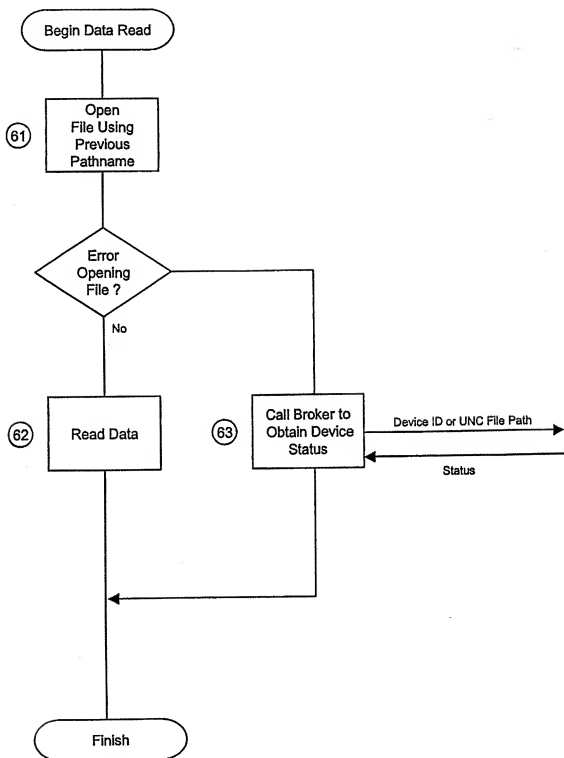 Begin Data Read
61
Open
File Using
Previous
Pathname
Error
Opening
File ?
No
62
Read Data
63
Call Broker to
Obtain Device
Status
Device ID or UNC File Path
Status
Finish